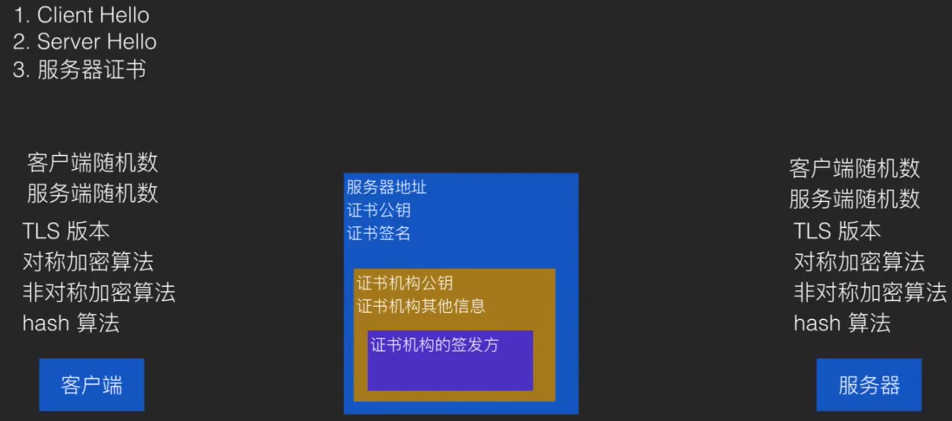 1. Client Hello
2. Server Hello
3. 服务器证书
客户端随机数
服务端随机数
TLS 版本
对称加密算法
非对称加密算法
hash 算法
客户端
服务器地址
证书公钥
证书签名
证书机构公钥
证书机构其他信息
证书机构的签发方
客户端随机数
服务端随机数
TLS 版本
对称加密算法
非对称加密算法
hash 算法
服务器